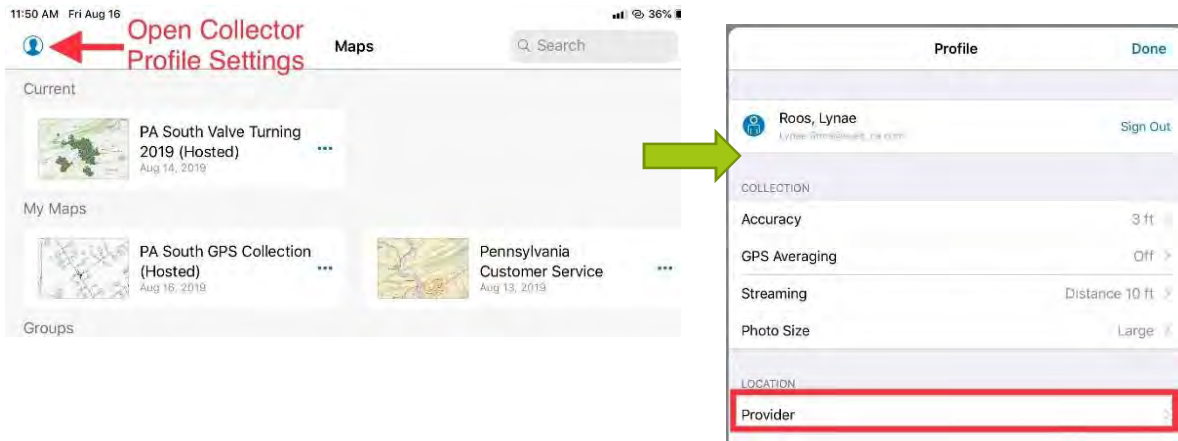 11:50 AM Fri Aug 16
36%
Open Collector
Profile Settings
Maps
Search
Current
PA South Valve Turning
2019 (Hosted)
Aug 14, 2019
My Maps
PA South GPS Collection
(Hosted)
Aug 16, 2019
Pennsylvania
Customer Service
Aug 13, 2019
Groups
Profile
Done
Roos, Lynae
Sign Out
COLLECTION
Accuracy 3 ft
GPS Averaging Off
Streaming Distance 10 ft
Photo Size Large
LOCATION
Provider